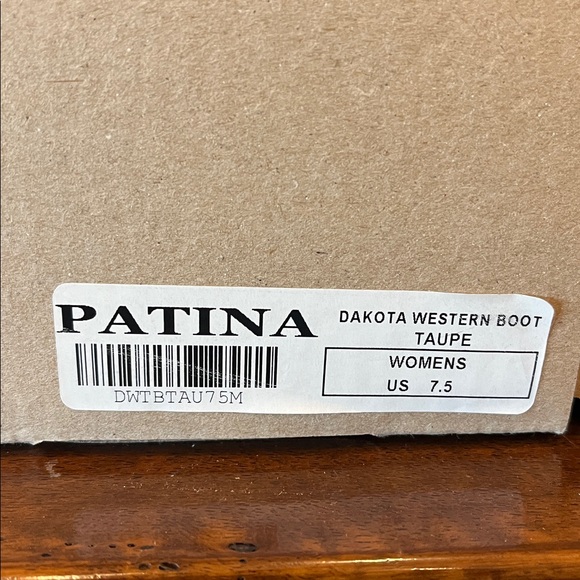 PATINA
DWTBTAU75M
DAKOTA WESTERN BOOT
TAUPE
WOMENS
US 7.5